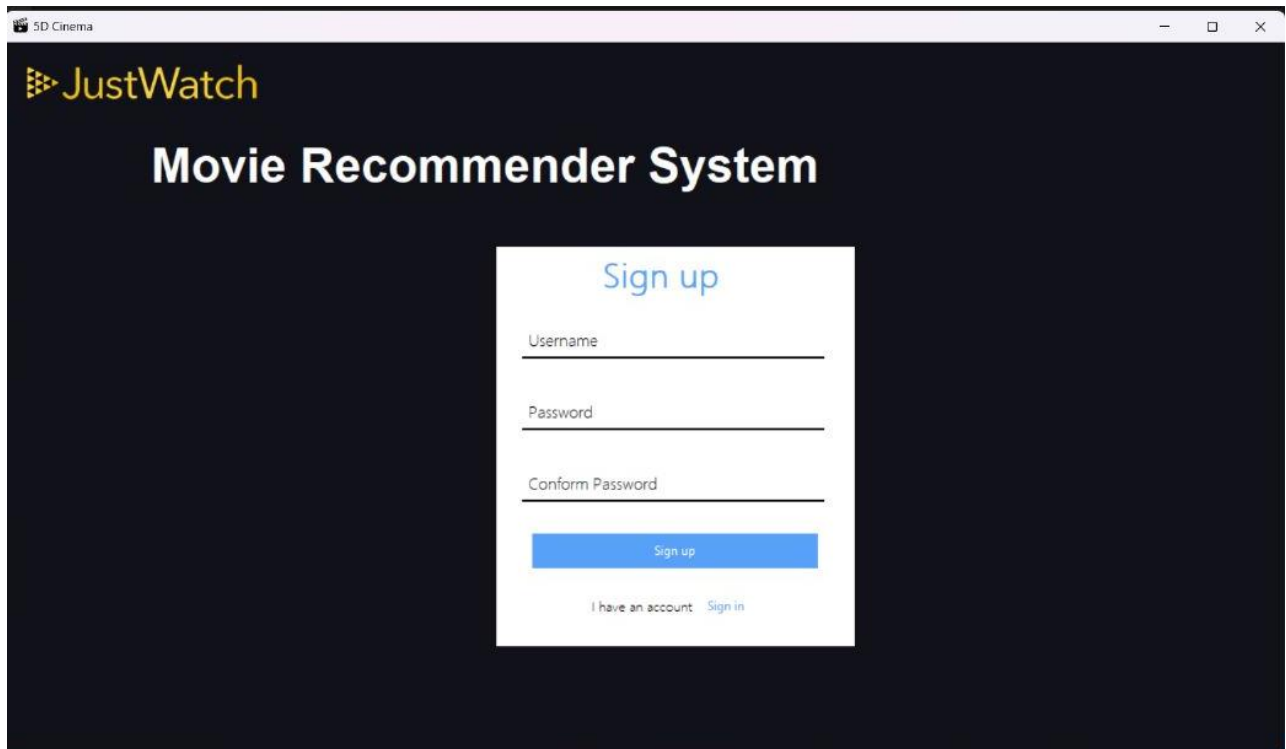 5D Cinema
JustWatch
Movie Recommender System
Sign up
Username
Password
Conform Password
Sign up
I have an account Sign in